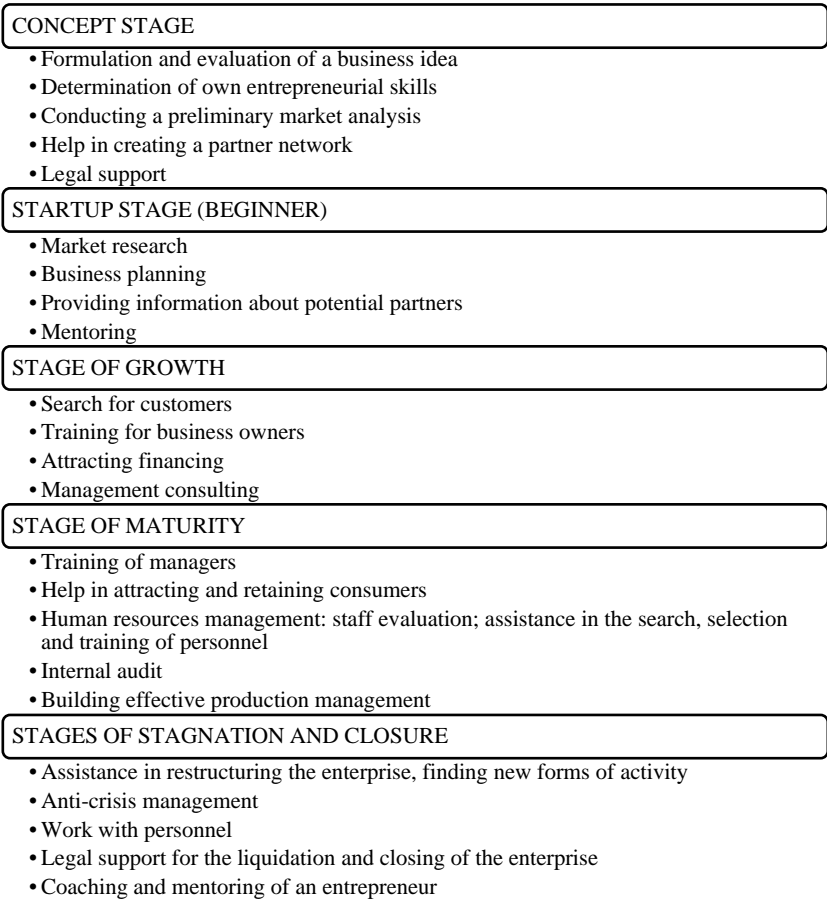 CONCEPT STAGE
• Formulation and evaluation of a business idea
• Determination of own entrepreneurial skills
• Conducting a preliminary market analysis
• Help in creating a partner network
• Legal support
STARTUP STAGE (BEGINNER)
• Market research
• Business planning
• Providing information about potential partners
• Mentoring
STAGE OF GROWTH
• Search for customers
• Training for business owners
• Attracting financing
• Management consulting
STAGE OF MATURITY
• Training of managers
• Help in attracting and retaining consumers
• Human resources management: staff evaluation; assistance in the search, selection
and training of personnel
• Internal audit
• Building effective production management
STAGES OF STAGNATION AND CLOSURE
• Assistance in restructuring the enterprise, finding new forms of activity
• Anti-crisis management
• Work with personnel
• Legal support for the liquidation and closing of the enterprise
• Coaching and mentoring of an entrepreneur